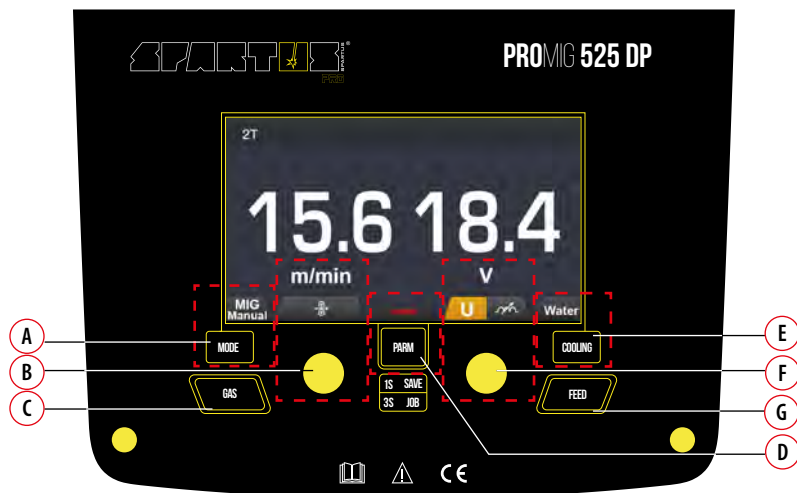 SPARTUS®
SPARTUS
PRO
PROMIG 525 DP
2T
15.6 18.4
m/min V
MIG
Manual
U
Water
A
MODE
PARM
COOLING
E
B
F
C
GAS
1S SAVE
3S JOB
FEED
G
D
CE